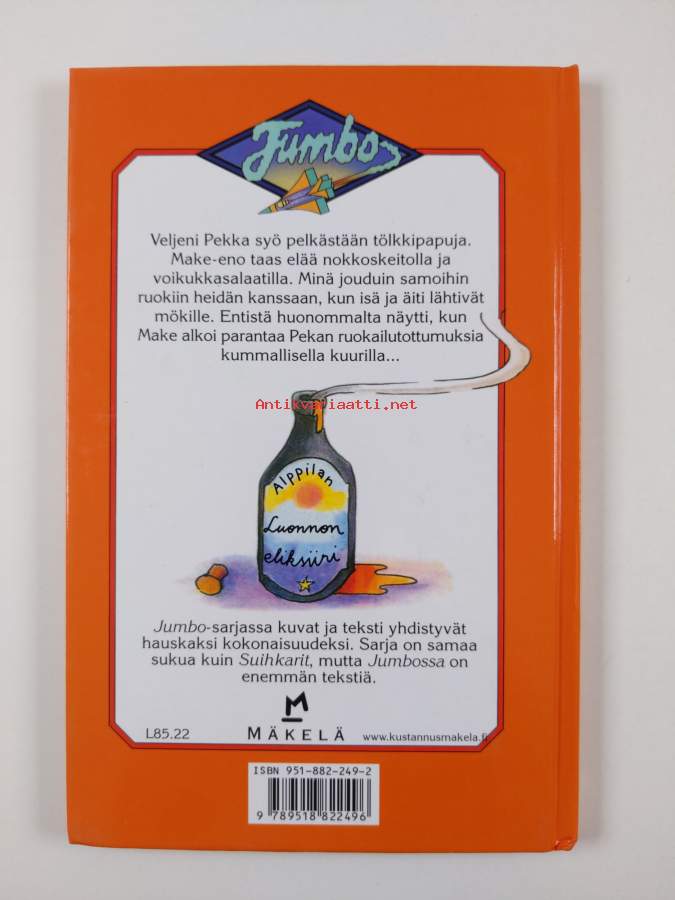 Jumbo
Veljeni Pekka syö pelkästään tölkkipapuja.
Make-eno taas elää nokkoskeitolla ja
voikukkasalaatilla. Minä jouduin samoihin
ruokiin heidän kanssaan, kun isä ja äiti lähtivät
mökille. Entistä huonommalta näytti, kun
Make alkoi parantaa Pekan ruokailutottumuksia
kummallisella kuurilla...
Antikvariaatti.net
Alppilan
Luonnon
eliksiiri
Jumbo-sarjassa kuvat ja teksti yhdistyvät
hauskaksi kokonaisuudeksi. Sarja on samaa
sukua kuin Suihkarit, mutta Jumbossa on
enemmän tekstiä.
M
L85.22 MÄKELÄ www.kustannusmakela.fi
ISBN 951-882-249-2
9 789518 822496